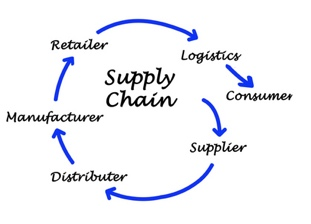 Retailer
Logistics
Supply
Chain
Consumer
Manufacturer
Supplier
Distributer